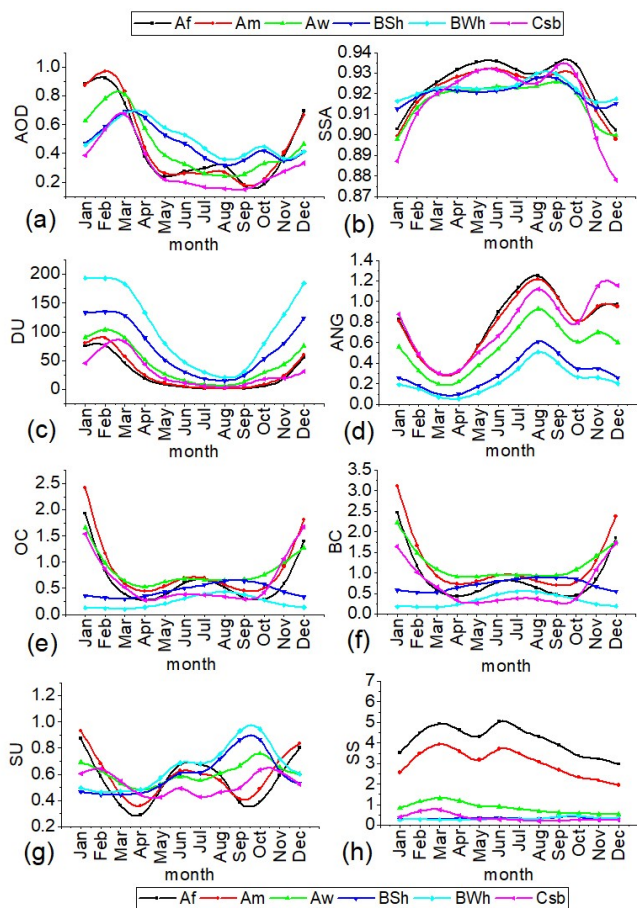 Af Am Aw BSh BWh Csb
AOD
1.0
0.8
0.6
0.4
0.2
Jan Feb Mar Apr May Jun Jul Aug Sep Oct Nov Dec
(a) month
SSA
0.94
0.93
0.92
0.91
0.90
0.89
0.88
0.87
Jan Feb Mar Apr May Jun Jul Aug Sep Oct Nov Dec
(b) month
DU
200
150
100
50
0
Jan Feb Mar Apr May Jun Jul Aug Sep Oct Nov Dec
(c) month
ANG
1.4
1.2
1.0
0.8
0.6
0.4
0.2
0.0
Jan Feb Mar Apr May Jun Jul Aug Sep Oct Nov Dec
(d) month
OC
2.5
2.0
1.5
1.0
0.5
0.0
Jan Feb Mar Apr May Jun Jul Aug Sep Oct Nov Dec
(e) month
BC
3.5
3.0
2.5
2.0
1.5
1.0
0.5
0.0
Jan Feb Mar Apr May Jun Jul Aug Sep Oct Nov Dec
(f) month
SU
1.2
1.0
0.8
0.6
0.4
0.2
Jan Feb Mar Apr May Jun Jul Aug Sep Oct Nov Dec
(g) month
SS
7
6
5
4
3
2
1
0
Jan Feb Mar Apr May Jun Jul Aug Sep Oct Nov Dec
(h) month
Af Am Aw BSh BWh Csb